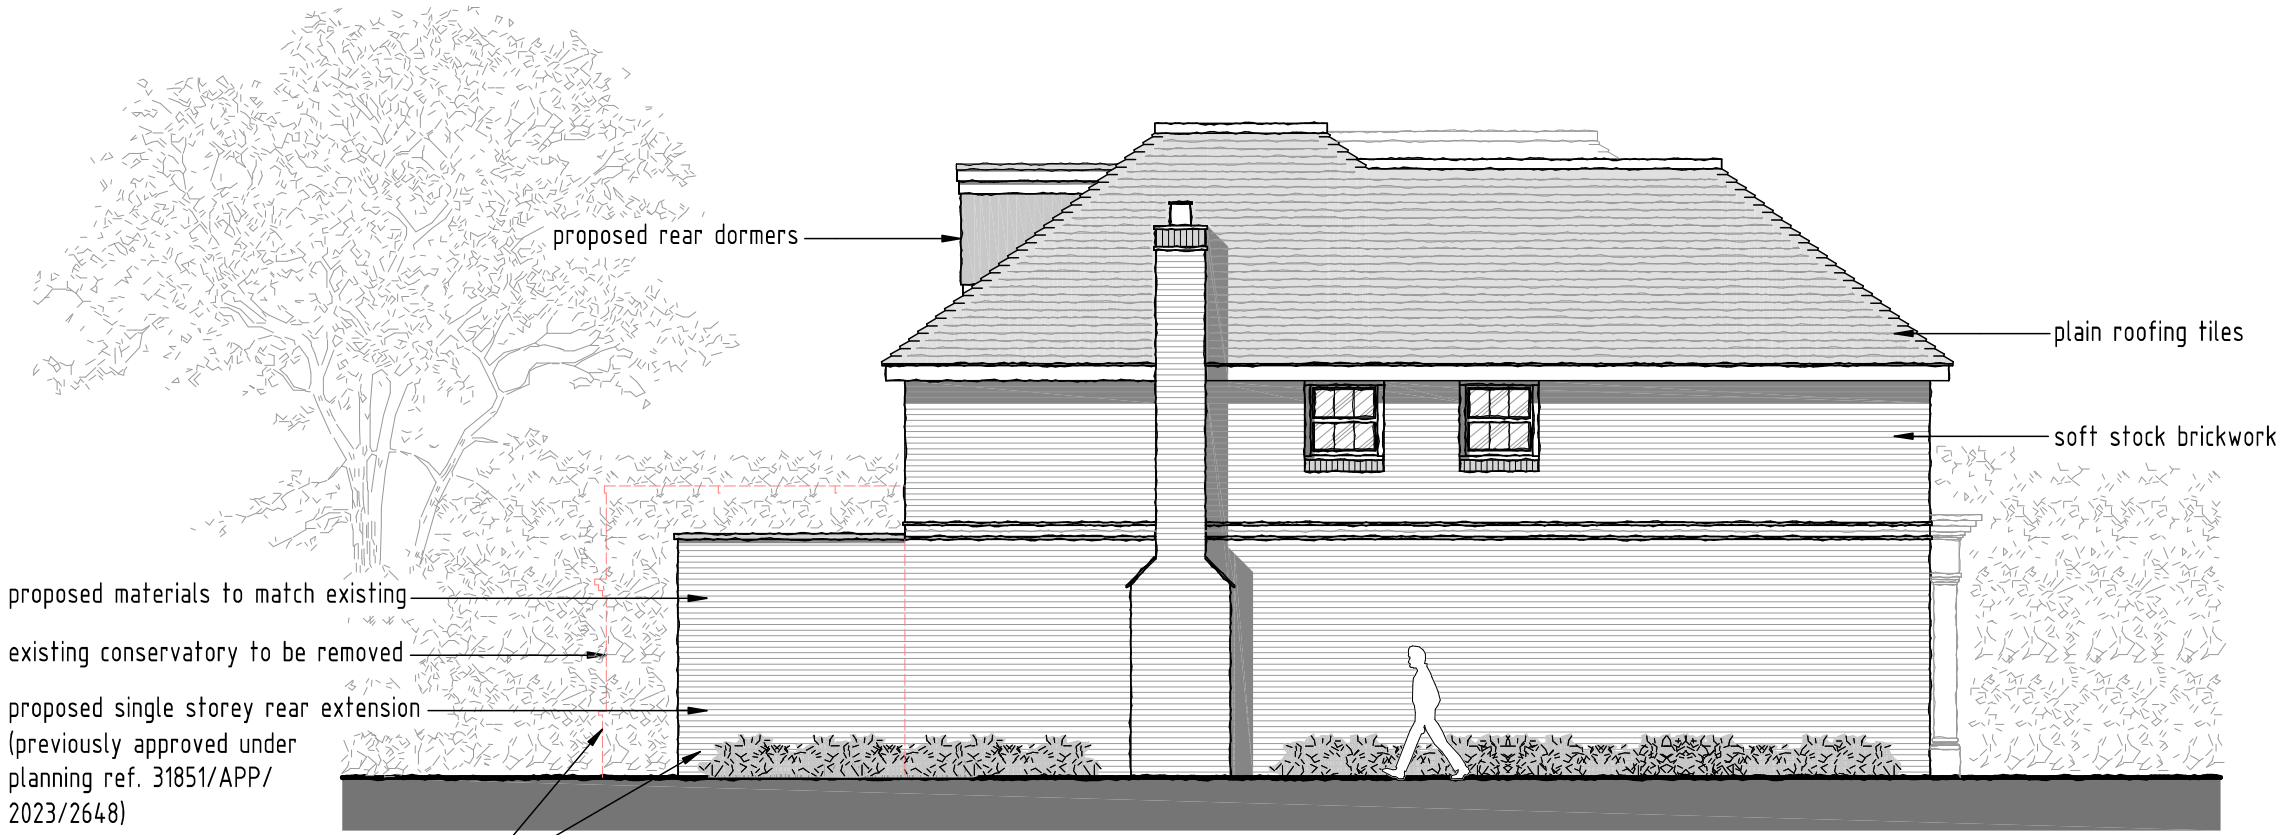 proposed rear dormers
plain roofing tiles
soft stock brickwork
proposed materials to match existing
existing conservatory to be removed
proposed single storey rear extension
(previously approved under
planning ref. 31851/APP/
2023/2648)